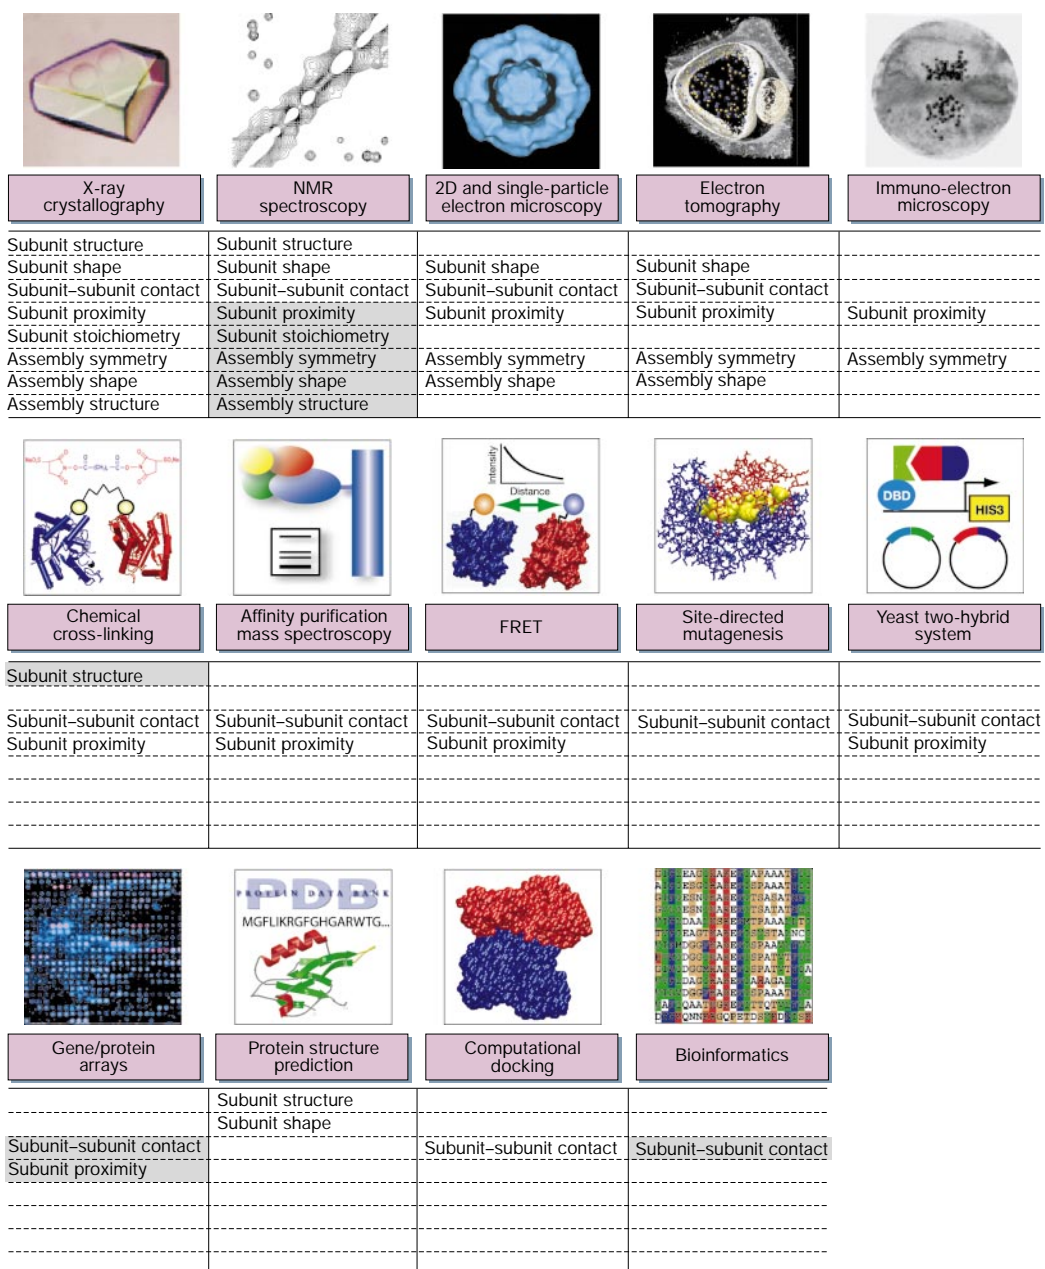 X-ray
crystallography
NMR
spectroscopy
2D and single-particle
electron microscopy
Electron
tomography
Immuno-electron
microscopy
Subunit structure
Subunit structure
Subunit shape
Subunit shape
Subunit shape
Subunit shape
Subunit–subunit contact
Subunit–subunit contact
Subunit–subunit contact
Subunit–subunit contact
Subunit proximity
Subunit proximity
Subunit proximity
Subunit proximity
Subunit proximity
Subunit stoichiometry
Subunit stoichiometry
Assembly symmetry
Assembly symmetry
Assembly symmetry
Assembly symmetry
Assembly symmetry
Assembly shape
Assembly shape
Assembly shape
Assembly shape
Assembly structure
Assembly structure
Intensity
Distance
DBD
HIS3
Chemical
cross-linking
Affinity purification
mass spectroscopy
FRET
Site-directed
mutagenesis
Yeast two-hybrid
system
Subunit structure
Subunit–subunit contact
Subunit–subunit contact
Subunit–subunit contact
Subunit–subunit contact
Subunit–subunit contact
Subunit proximity
Subunit proximity
Subunit proximity
Subunit proximity
PDB
PROTEIN DATA BANK
MGFLIKRGFGHGARWTG...
Gene/protein
arrays
Protein structure
prediction
Computational
docking
Bioinformatics
Subunit structure
Subunit shape
Subunit–subunit contact
Subunit–subunit contact
Subunit–subunit contact
Subunit proximity